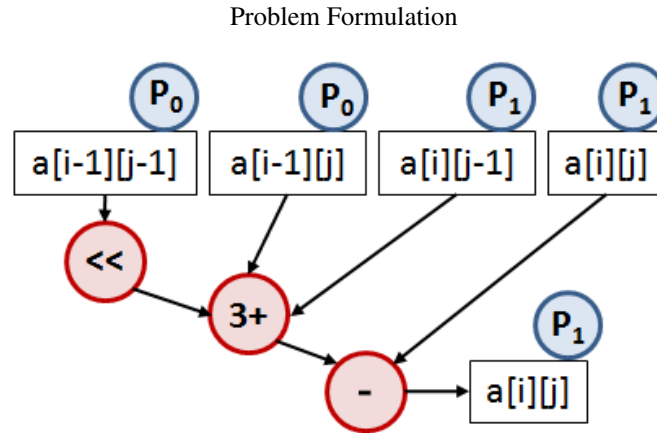 Problem Formulation
P0 P0 P1 P1
a[i-1][j-1] a[i-1][j] a[i][j-1] a[i][j]
<<
3+
P1
- a[i][j]